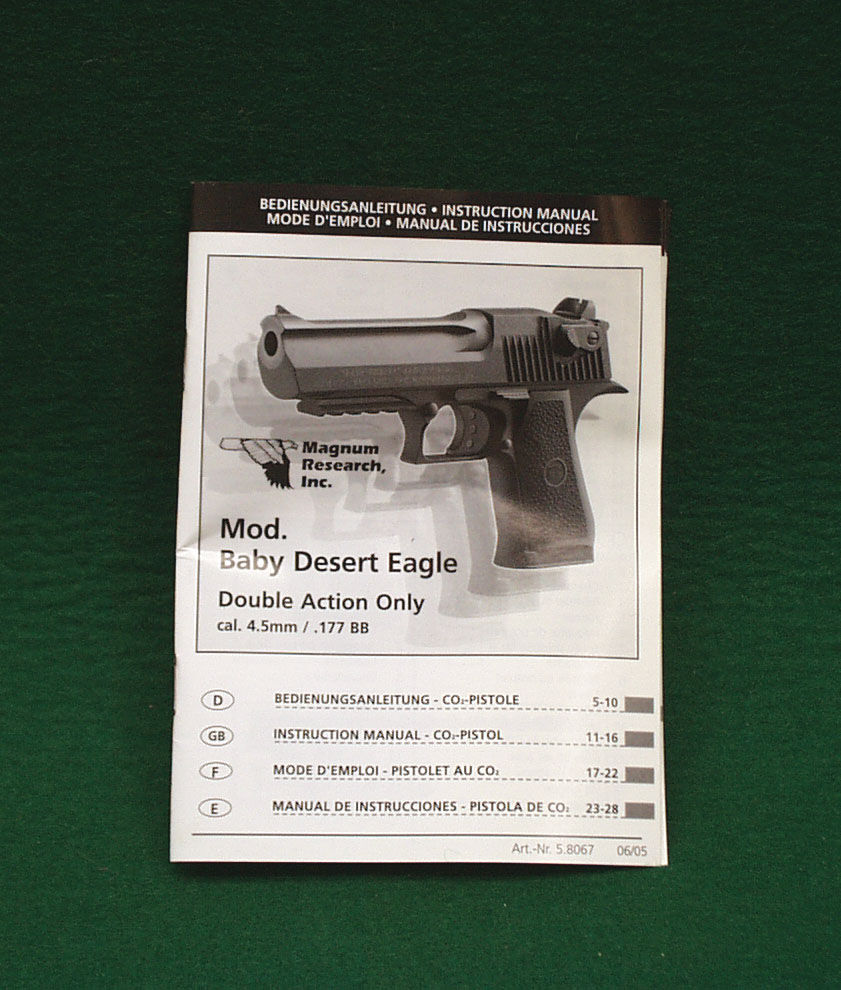 BEDIENUNGSANLEITUNG • INSTRUCTION MANUAL
MODE D'EMPLOI • MANUAL DE INSTRUCCIONES
Magnum
Research,
Inc.
Mod.
Baby Desert Eagle
Double Action Only
cal. 4.5mm / .177 BB
D BEDIENUNGSANLEITUNG - CO₂-PISTOLE 5-10
GB INSTRUCTION MANUAL - CO₂-PISTOL 11-16
F MODE D'EMPLOI - PISTOLET AU CO₂ 17-22
E MANUAL DE INSTRUCCIONES - PISTOLA DE CO₂ 23-28
Art.-Nr. 5.8067 06/05